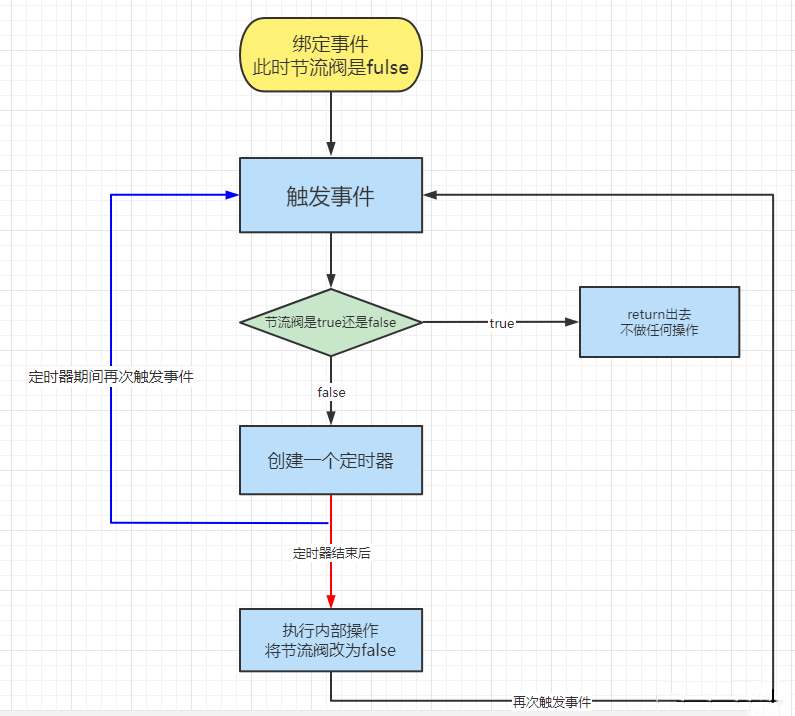 绑定事件
此时节流阀是fulse
触发事件
节流阀是true还是false
true
return出去
不做任何操作
定时器期间再次触发事件
false
创建一个定时器
定时器结束后
执行内部操作
将节流阀改为false
再次触发事件